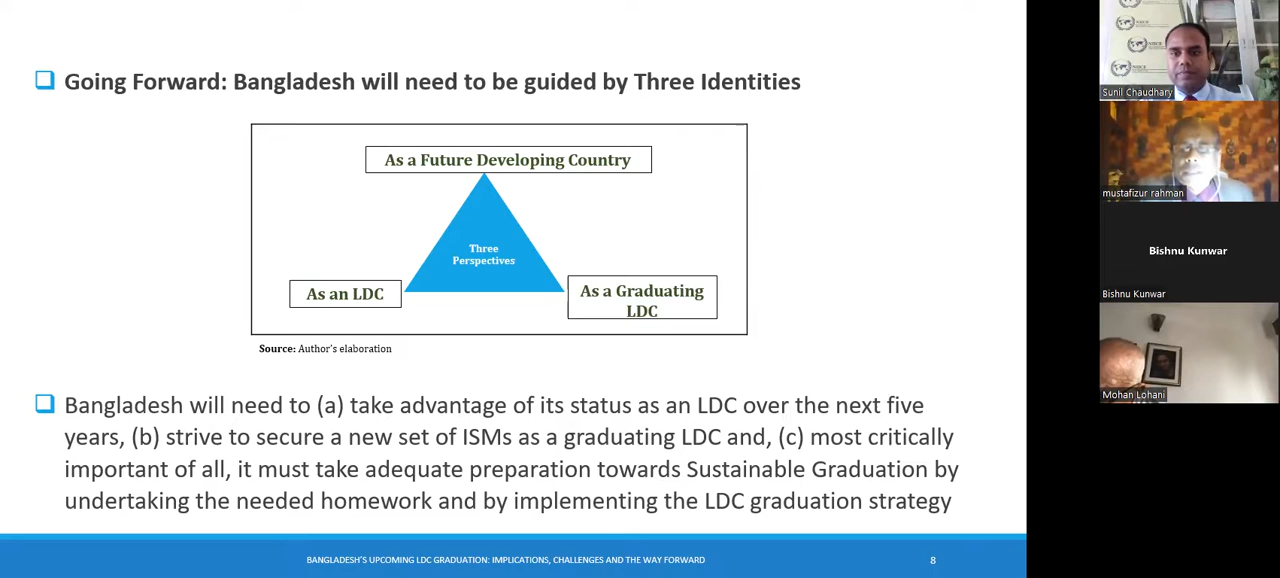 Going Forward: Bangladesh will need to be guided by Three Identities
As a Future Developing Country
Three
Perspectives
As an LDC
As a Graduating
LDC
Source: Author's elaboration
Bangladesh will need to (a) take advantage of its status as an LDC over the next five
years, (b) strive to secure a new set of ISMs as a graduating LDC and, (c) most critically
important of all, it must take adequate preparation towards Sustainable Graduation by
undertaking the needed homework and by implementing the LDC graduation strategy
BANGLADESH'S UPCOMING LDC GRADUATION: IMPLICATIONS, CHALLENGES AND THE WAY FORWARD
8
Sunil Chaudhary
mustafizur rahman
Bishnu Kunwar
Bishnu Kunwar
Mohan Lohani